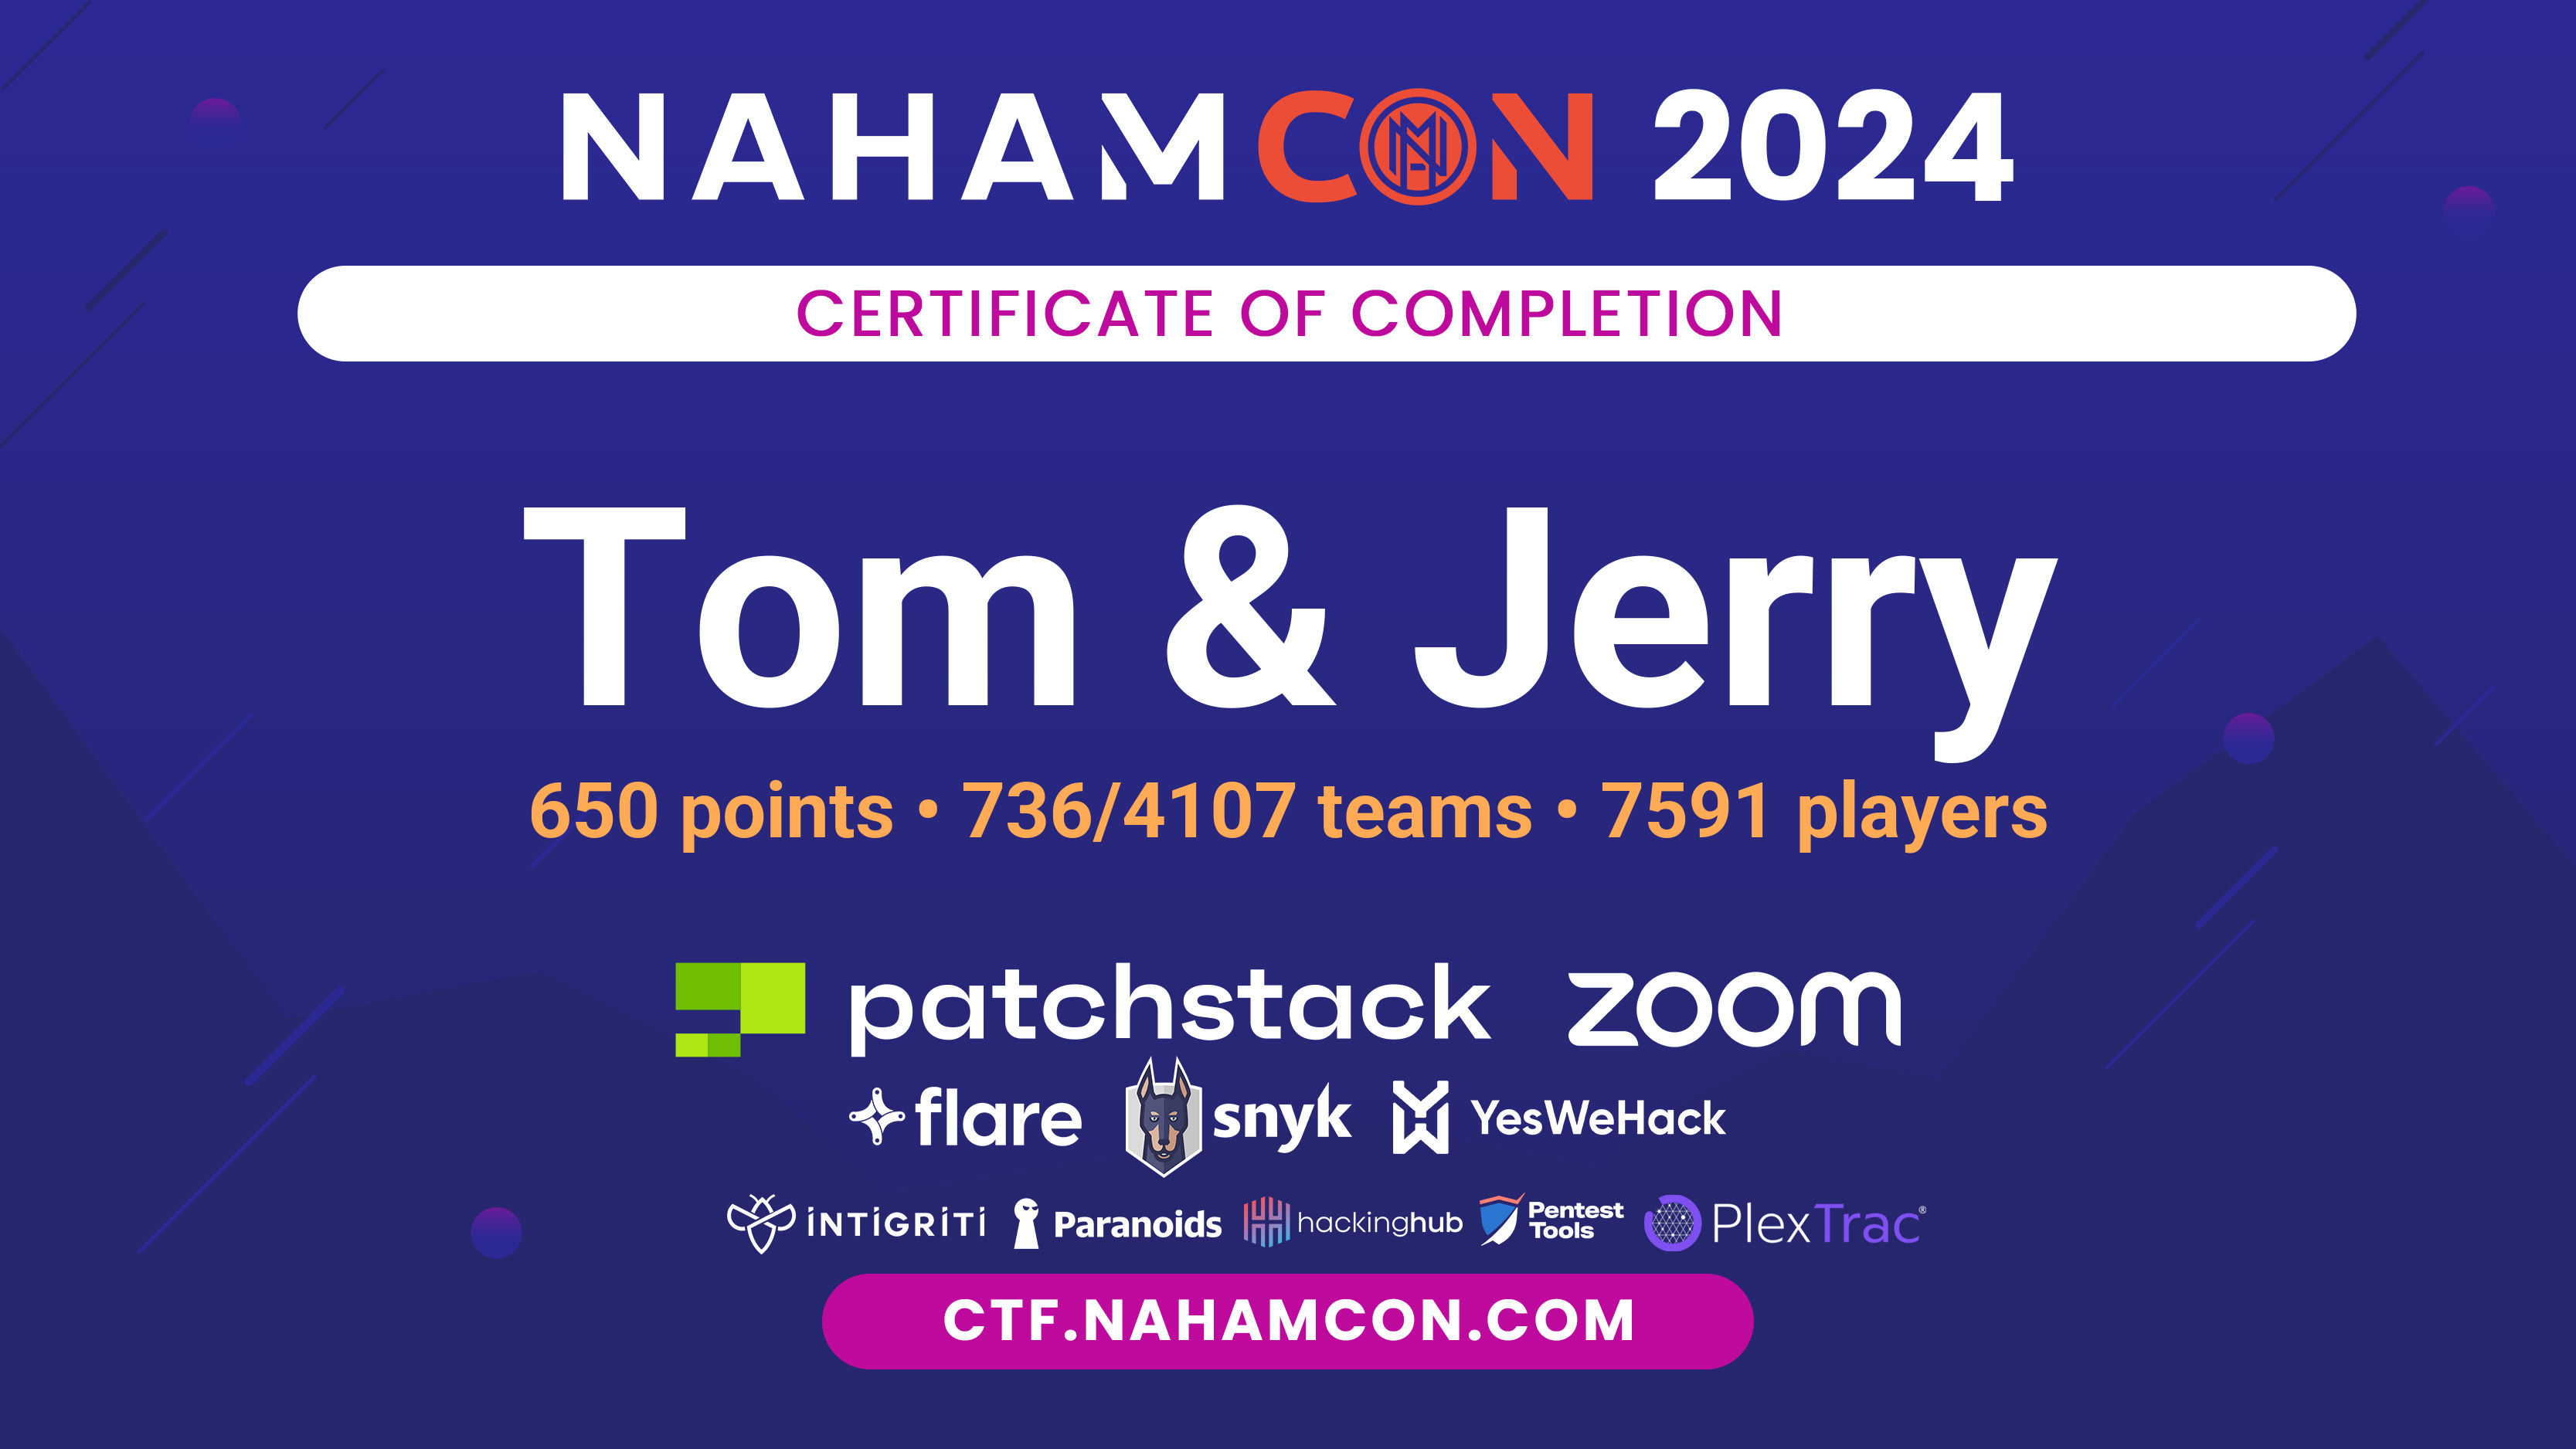 NAHAMCON 2024
CERTIFICATE OF COMPLETION
Tom & Jerry
650 points • 736/4107 teams • 7591 players
patchstack zoom
flare snyk YesWeHack
INTIGRITI Paranoids hackinghub Pentest Tools PlexTrac®
CTF.NAHAMCON.COM